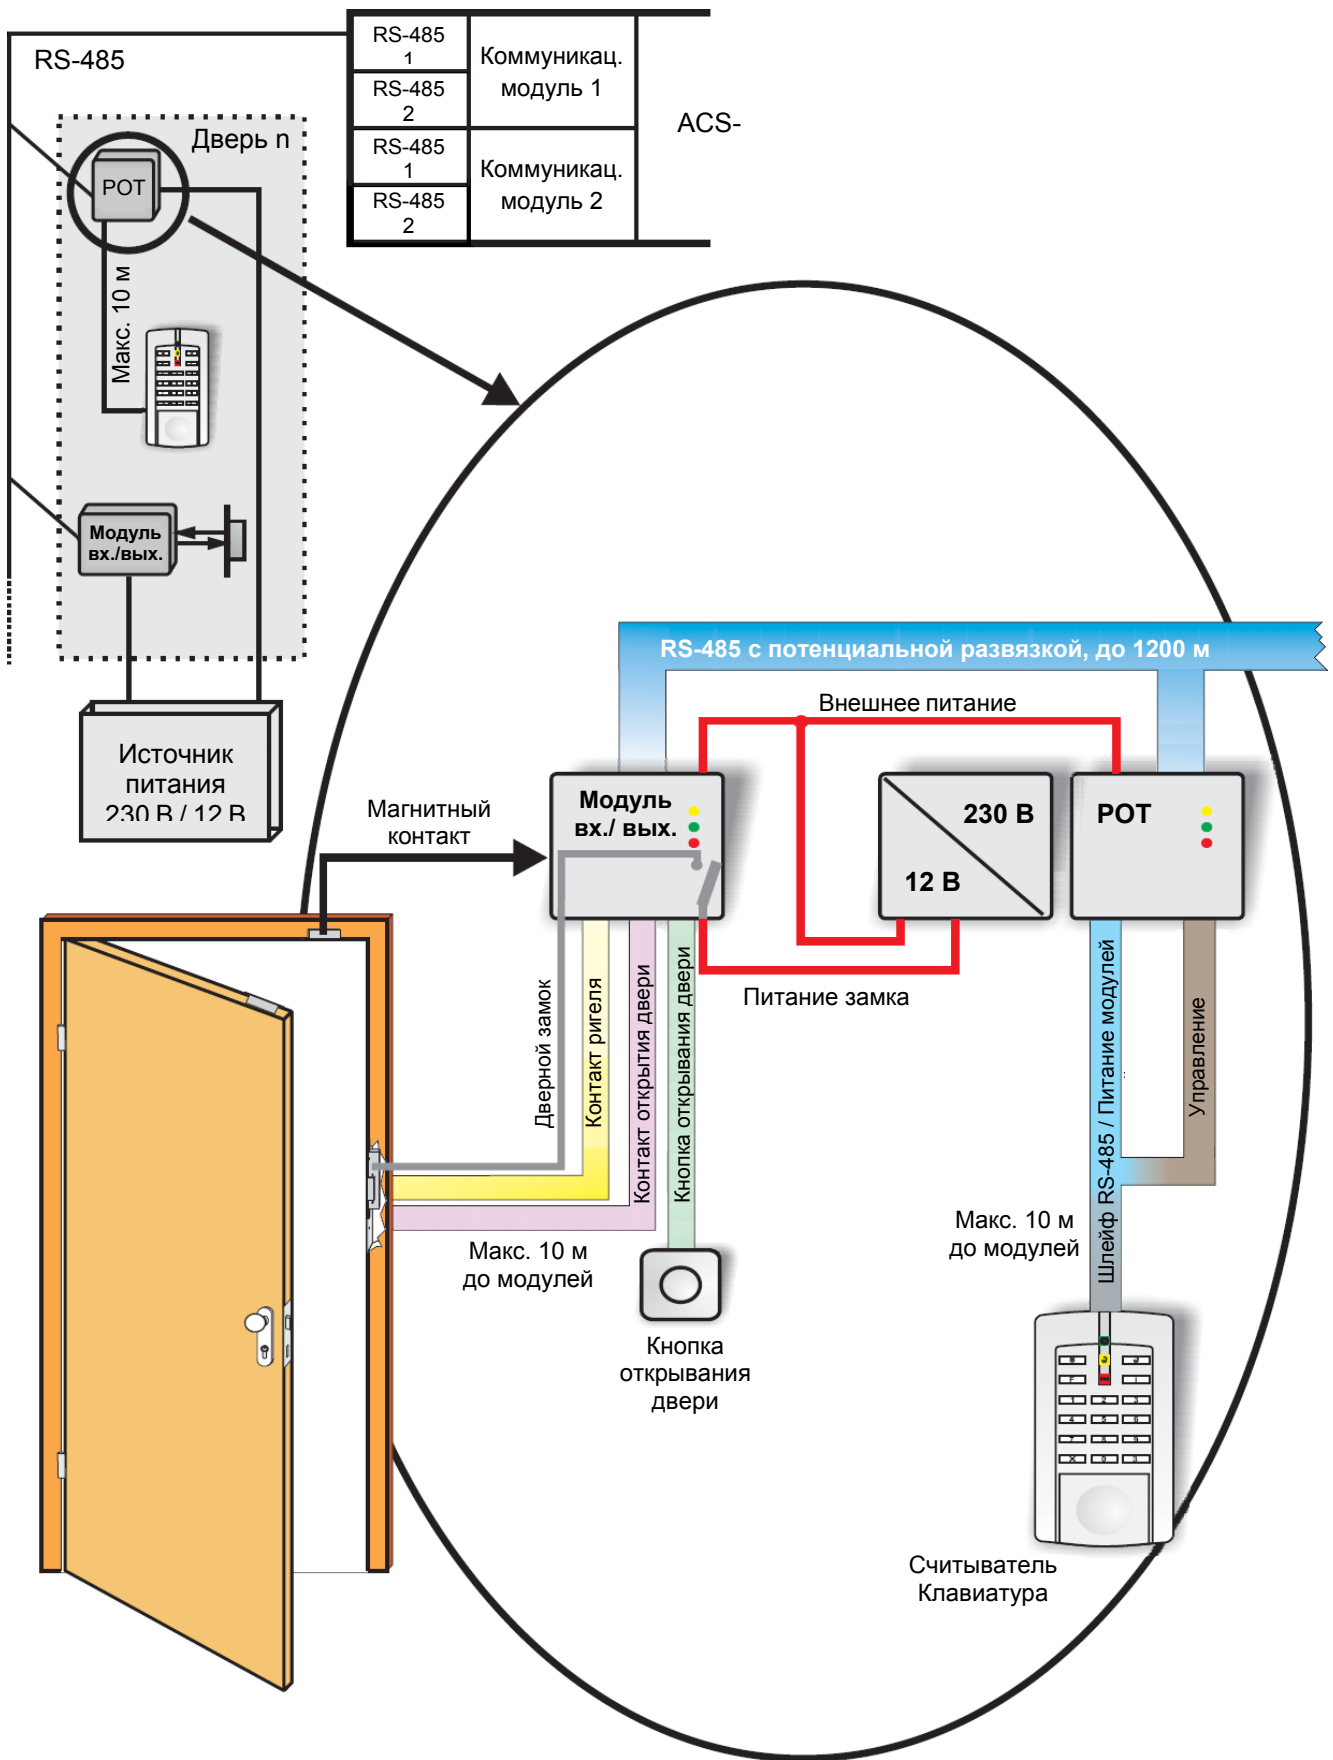 RS-485
RS-485
1
Коммуникац.
модуль 1
RS-485
2
RS-485
1
Коммуникац.
модуль 2
RS-485
2
ACS-
Дверь n
POT
Макс. 10 м
Модуль
вх./вых.
Источник
питания
230 В / 12 В
RS-485 с потенциальной развязкой, до 1200 м
Внешнее питание
Магнитный
контакт
Модуль
вх./ вых.
230 В
12 В
POT
Питание замка
Дверной замок
Контакт ригеля
Контакт открытия двери
Кнопка открывания двери
Шлейф RS-485 / Питание модулей
Управление
Макс. 10 м
до модулей
Макс. 10 м
до модулей
Кнопка
открывания
двери
Считыватель
Клавиатура